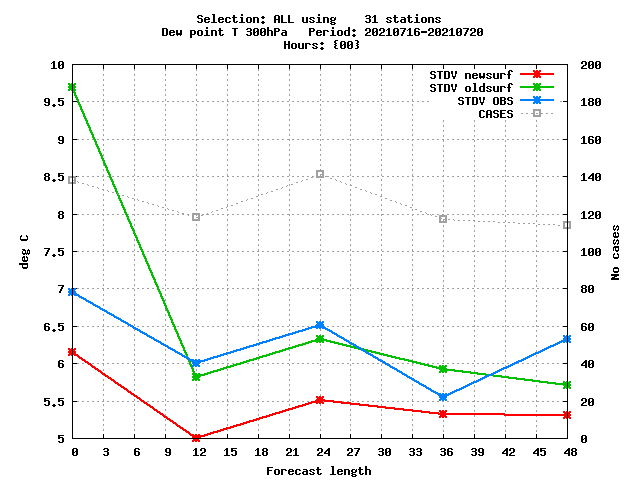 Selection: ALL using    31 stations
Dew point T 300hPa   Period: 20210716-20210720
Hours: {00}
STDV newsurf
STDV oldsurf
STDV OBS
CASES
10
9.5
9
8.5
8
7.5
7
6.5
6
5.5
5
200
180
160
140
120
100
80
60
40
20
0
deg C
No cases
0 3 6 9 12 15 18 21 24 27 30 33 36 39 42 45 48
Forecast length